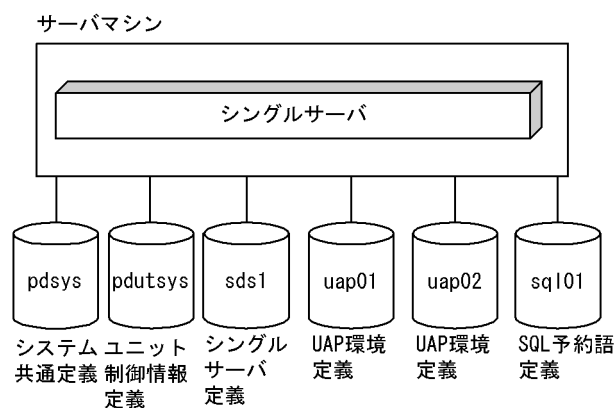 サーバマシン
シングルサーバ
pdsys
pdutsys
sds1
uap01
uap02
sql01
システム
共通定義
ユニット
制御情報
定義
シングル
サーバ
定義
UAP環境
定義
UAP環境
定義
SQL予約語
定義